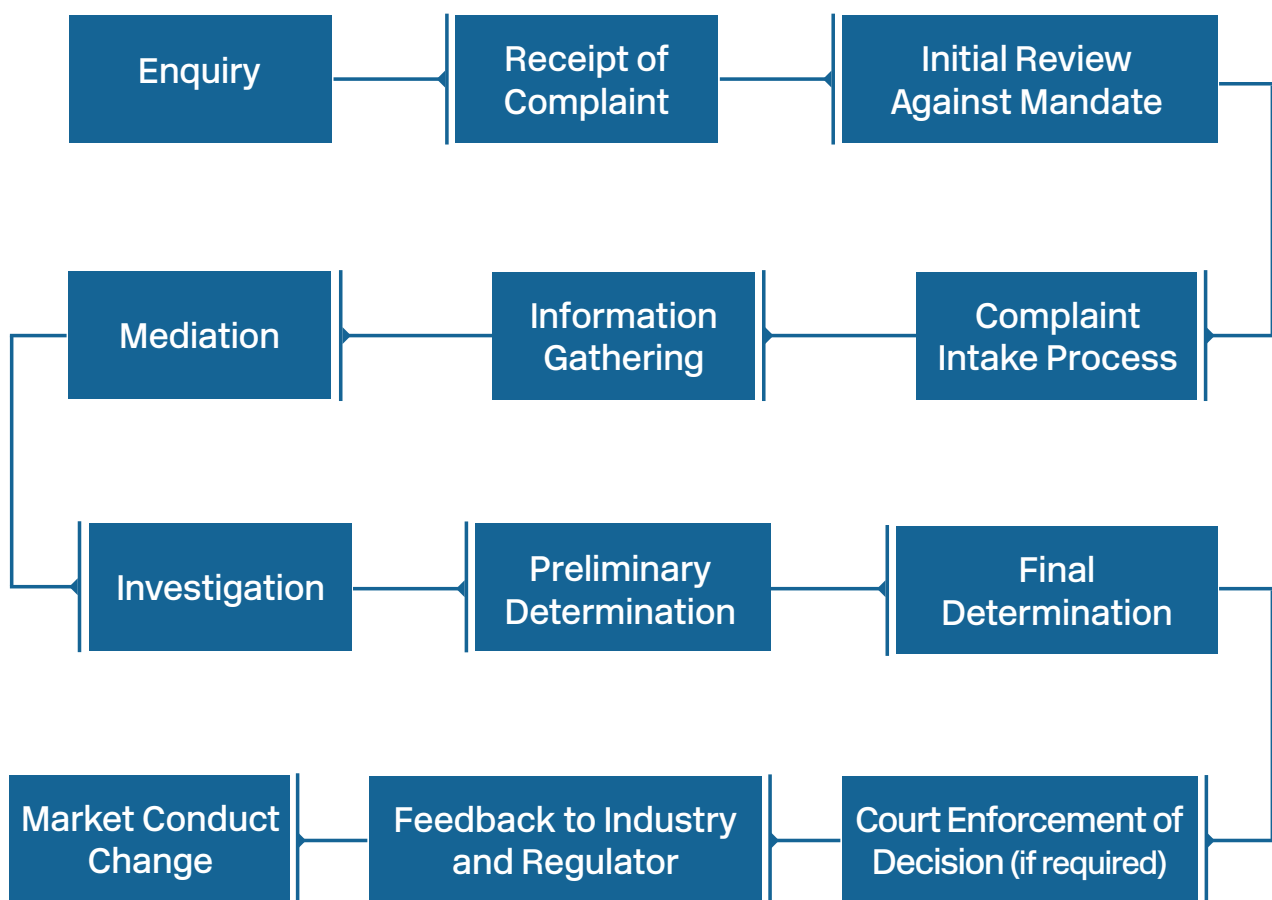 Enquiry
Receipt of
Complaint
Initial Review
Against Mandate
Complaint
Intake Process
Information
Gathering
Mediation
Investigation
Preliminary
Determination
Final
Determination
Court Enforcement of
Decision (if required)
Feedback to Industry
and Regulator
Market Conduct
Change